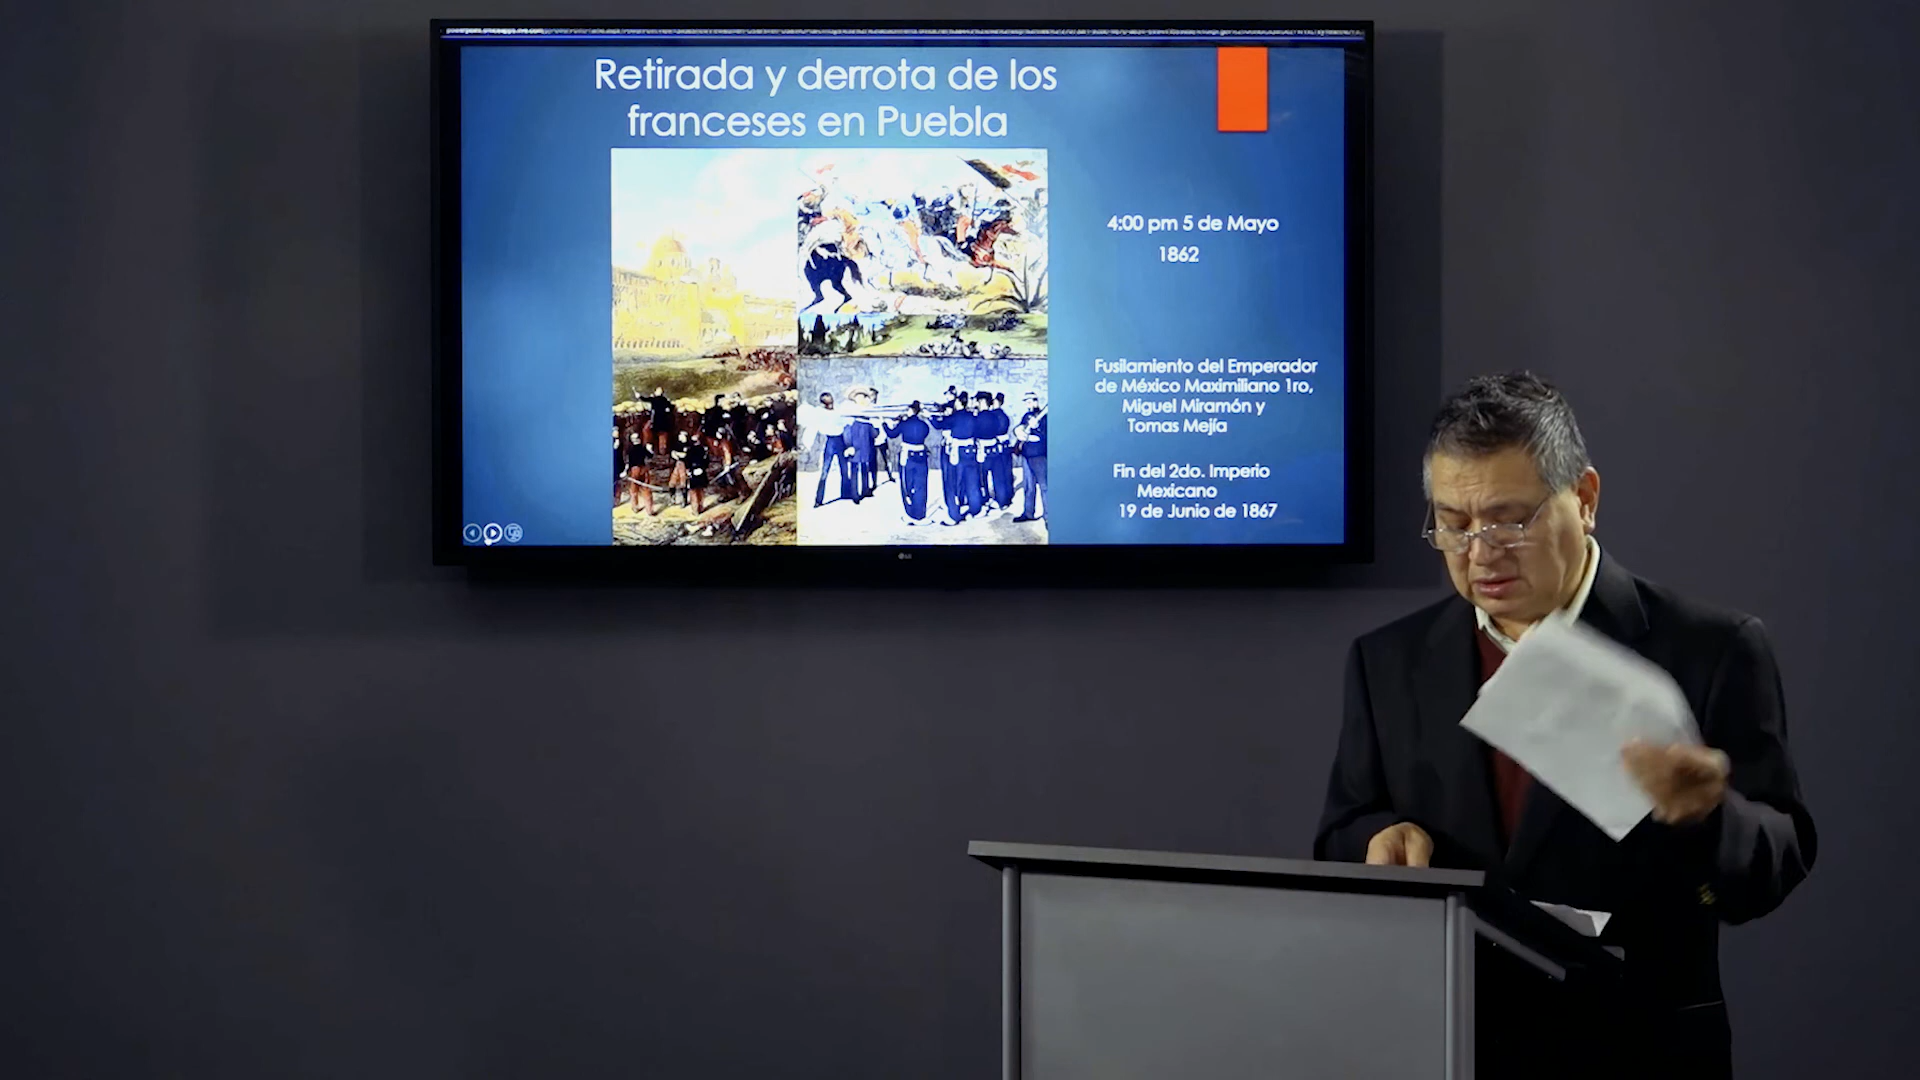 Retirada y derrota de los
franceses en Puebla
4:00 pm 5 de Mayo
1862
Fusilamiento del Emperador
de México Maximiliano 1ro,
Miguel Miramón y
Tomas Mejía
Fin del 2do. Imperio
Mexicano
19 de Junio de 1867
LG